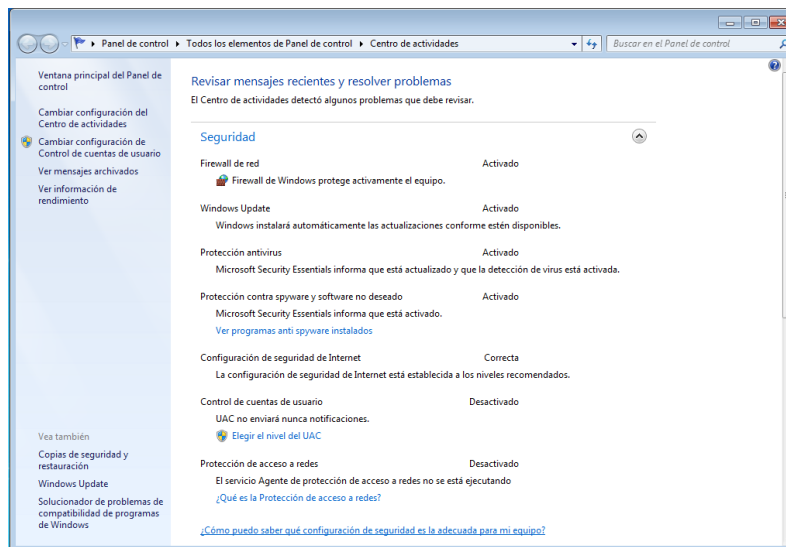 Panel de control ▸ Todos los elementos de Panel de control ▸ Centro de actividades
Buscar en el Panel de control
Ventana principal del Panel de
control
Cambiar configuración del
Centro de actividades
Cambiar configuración de
Control de cuentas de usuario
Ver mensajes archivados
Ver información de
rendimiento
Vea también
Copias de seguridad y
restauración
Windows Update
Solucionador de problemas de
compatibilidad de programas
de Windows
Revisar mensajes recientes y resolver problemas
El Centro de actividades detectó algunos problemas que debe revisar.
Seguridad
Firewall de red Activado
Firewall de Windows protege activamente el equipo.
Windows Update Activado
Windows instalará automáticamente las actualizaciones conforme estén disponibles.
Protección antivirus Activado
Microsoft Security Essentials informa que está actualizado y que la detección de virus está activada.
Protección contra spyware y software no deseado Activado
Microsoft Security Essentials informa que está activado.
Ver programas anti spyware instalados
Configuración de seguridad de Internet Correcta
La configuración de seguridad de Internet está establecida a los niveles recomendados.
Control de cuentas de usuario Desactivado
UAC no enviará nunca notificaciones.
Elegir el nivel del UAC
Protección de acceso a redes Desactivado
El servicio Agente de protección de acceso a redes no se está ejecutando
¿Qué es la Protección de acceso a redes?
¿Cómo puedo saber qué configuración de seguridad es la adecuada para mi equipo?